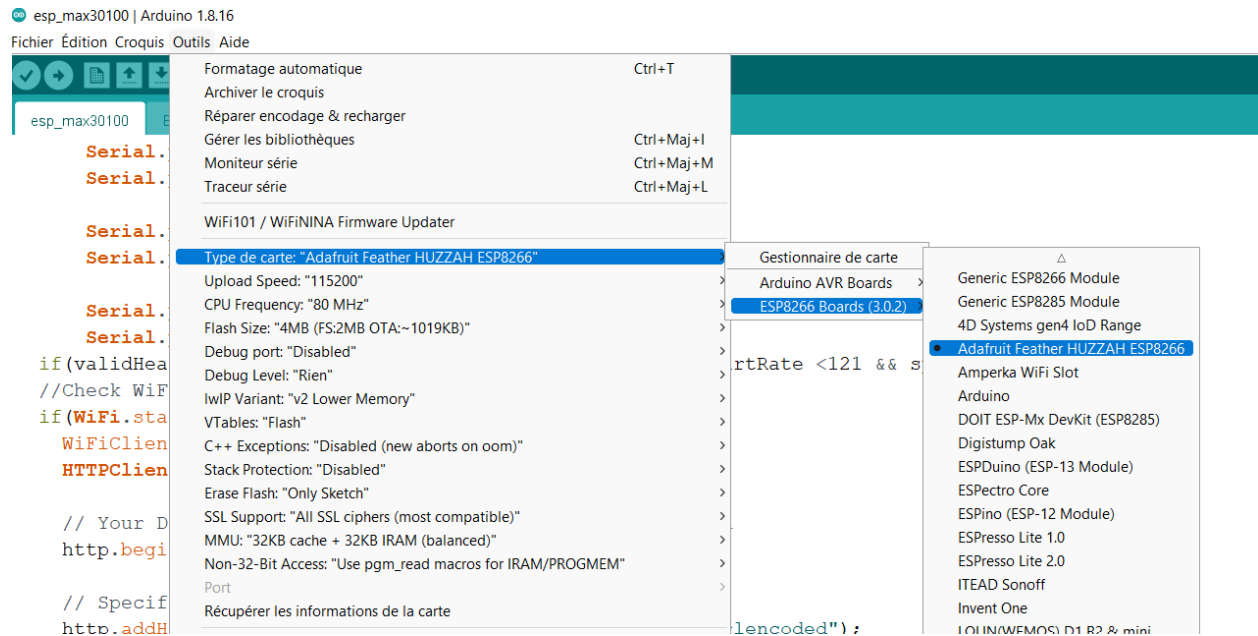 esp_max30100 | Arduino 1.8.16
Fichier Édition Croquis Outils Aide
esp_max30100
Formatage automatique Ctrl+T
Archiver le croquis
Réparer encodage & recharger
Gérer les bibliothèques Ctrl+Maj+I
Moniteur série Ctrl+Maj+M
Traceur série Ctrl+Maj+L
WiFi101 / WiFiNINA Firmware Updater
Type de carte: "Adafruit Feather HUZZAH ESP8266"
Upload Speed: "115200"
CPU Frequency: "80 MHz"
Flash Size: "4MB (FS:2MB OTA:~1019KB)"
Debug port: "Disabled"
Debug Level: "Rien"
lwIP Variant: "v2 Lower Memory"
VTables: "Flash"
C++ Exceptions: "Disabled (new aborts on oom)"
Stack Protection: "Disabled"
Erase Flash: "Only Sketch"
SSL Support: "All SSL ciphers (most compatible)"
MMU: "32KB cache + 32KB IRAM (balanced)"
Non-32-Bit Access: "Use pgm_read macros for IRAM/PROGMEM"
Port
Récupérer les informations de la carte
Gestionnaire de carte
Arduino AVR Boards
ESP8266 Boards (3.0.2)
Generic ESP8266 Module
Generic ESP8285 Module
4D Systems gen4 IoD Range
Adafruit Feather HUZZAH ESP8266
Amperka WiFi Slot
Arduino
DOIT ESP-Mx DevKit (ESP8285)
Digistump Oak
ESPDuino (ESP-13 Module)
ESPectro Core
ESPino (ESP-12 Module)
ESPresso Lite 1.0
ESPresso Lite 2.0
ITEAD Sonoff
Invent One
LOLIN(WEMOS) D1 R2 & mini
Serial.
Serial.
Serial.
Serial.
Serial.
Serial.
if(validHea rtRate <121 && s
//Check WiF
if(WiFi.sta
WiFiClien
HTTPClien
// Your D
http.begi
// Specif
http.addH lencoded");